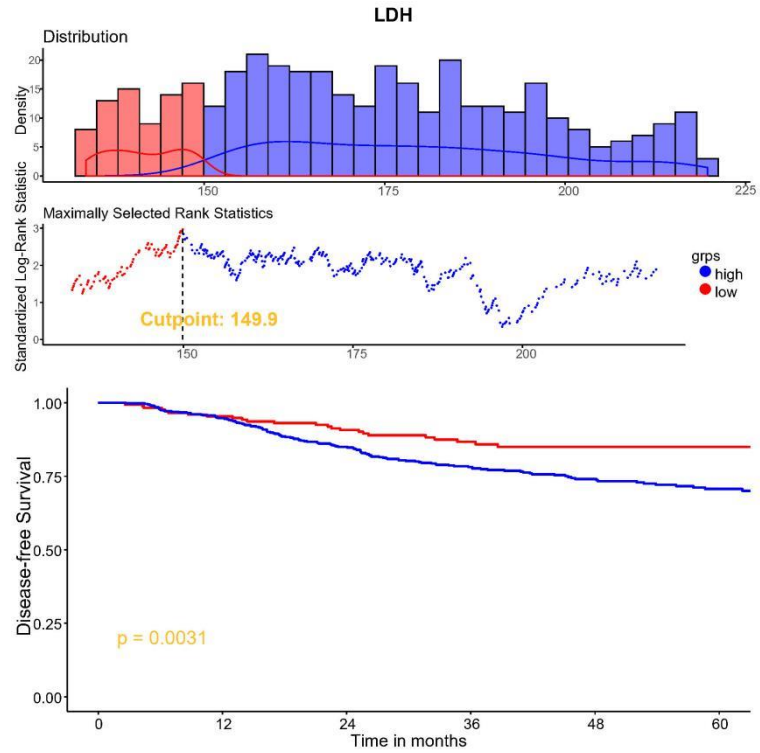 LDH
Distribution
Density
20
15
10
5
0
150
175
200
225
Maximally Selected Rank Statistics
Standardized Log-Rank Statistic
3
2
1
0
Cutpoint: 149.9
150
175
200
grps
high
low
Disease-free Survival
1.00
0.75
0.50
0.25
0.00
p = 0.0031
0
12
24
36
48
60
Time in months